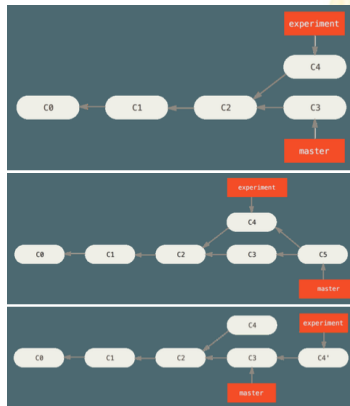 experiment
C4
C0 C1 C2 C3
master
experiment
C4
C0 C1 C2 C3 C5
master
C4 experiment
C0 C1 C2 C3 C4'
master